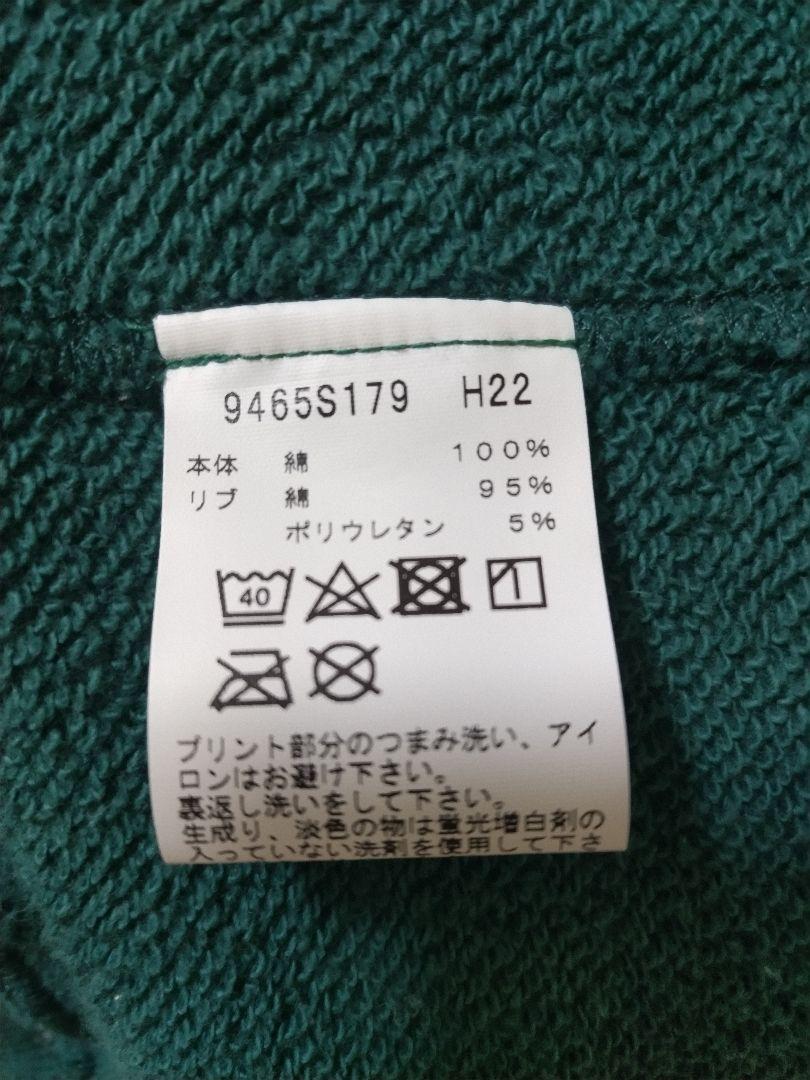 9465S179 H22
本体 綿 100%
リブ 綿 95%
ポリウレタン 5%
40
プリント部分のつまみ洗い、アイ
ロンはお避け下さい。
裏返し洗いをして下さい。
生成り、淡色の物は蛍光増白剤の
入っていない洗剤を使用して下さ